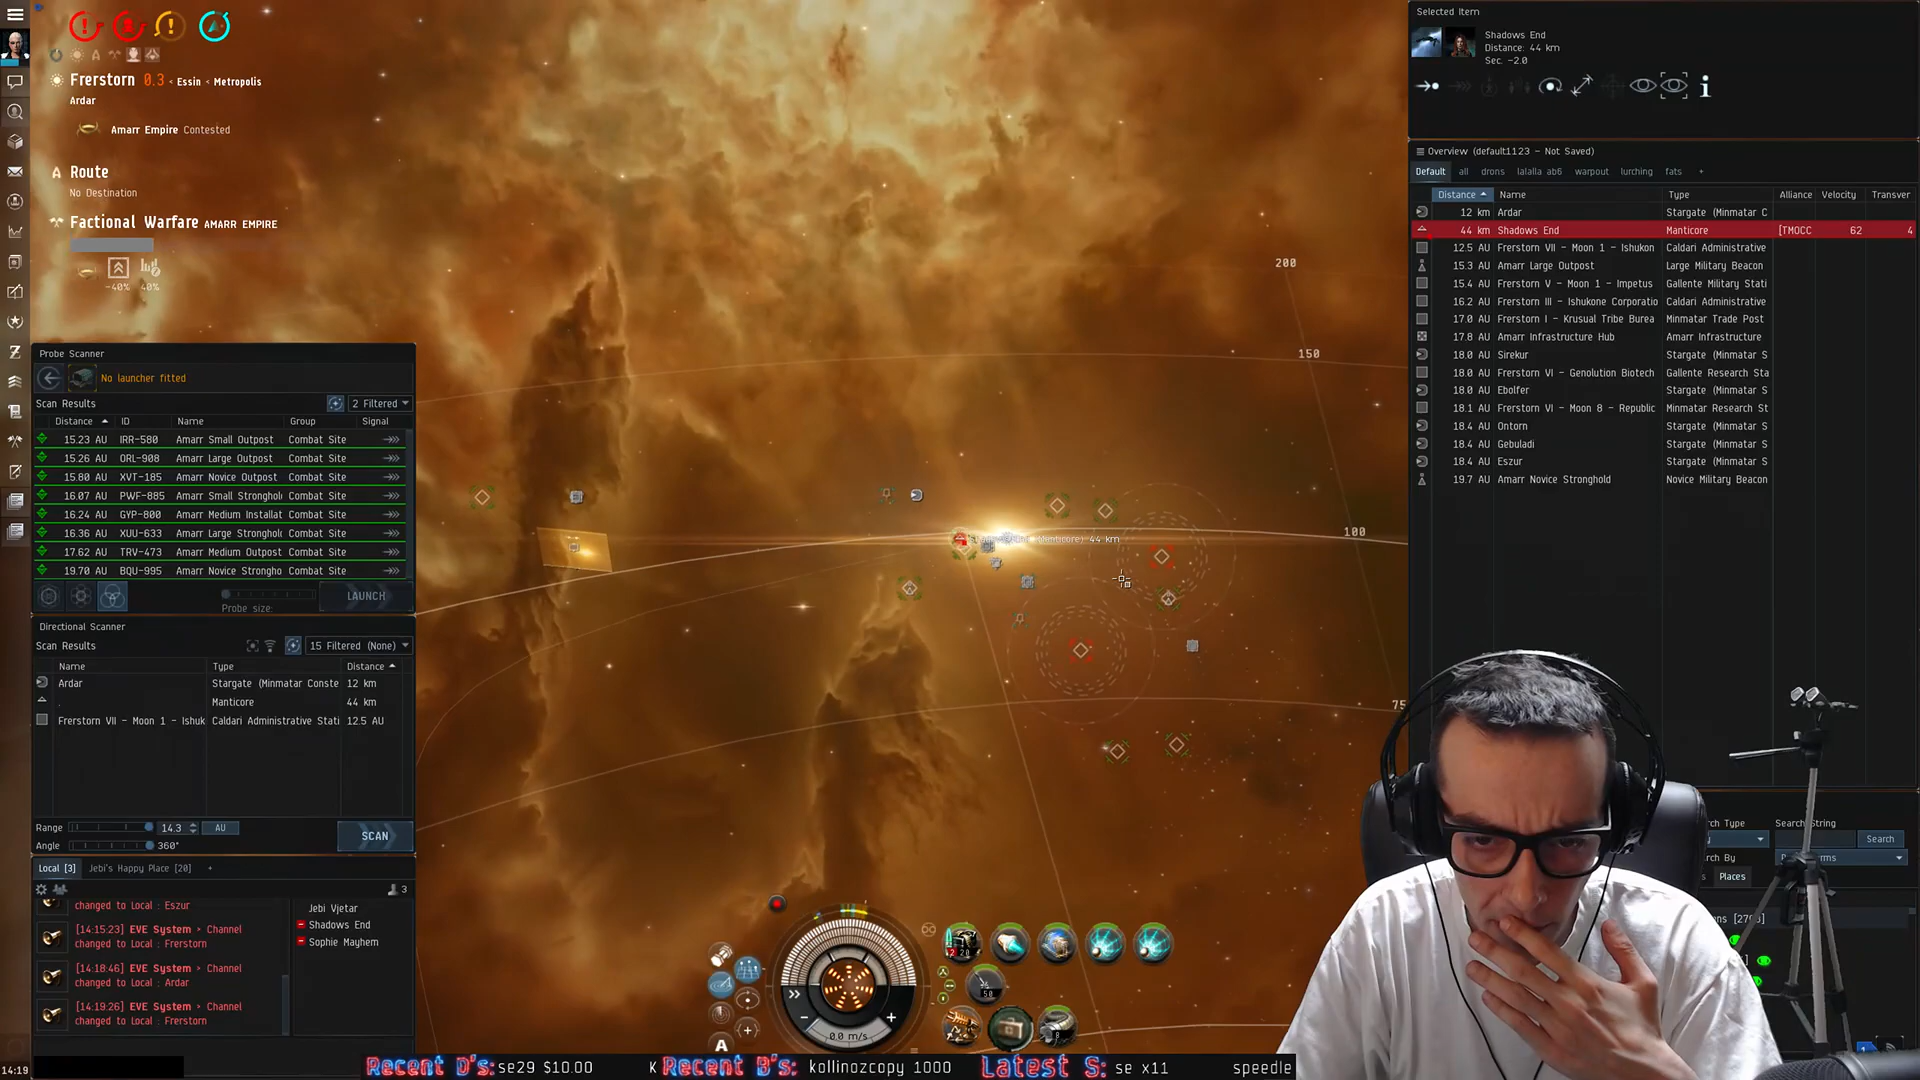 Frerstorn 0.3 < Essin < Metropolis
Ardar
Amarr Empire Contested
Route
No Destination
Factional Warfare AMARR EMPIRE
-40% 40%
Probe Scanner
No launcher fitted
Scan Results 2 Filtered
Distance ID Name Group Signal
15.23 AU IRR-580 Amarr Small Outpost Combat Site
15.26 AU ORL-908 Amarr Large Outpost Combat Site
15.80 AU XVT-185 Amarr Novice Outpost Combat Site
16.07 AU PWF-885 Amarr Small Stronghol Combat Site
16.24 AU GYP-800 Amarr Medium Installat Combat Site
16.36 AU XUU-633 Amarr Large Stronghol Combat Site
17.62 AU TRV-473 Amarr Medium Outpost Combat Site
19.70 AU BQU-995 Amarr Novice Strongho Combat Site
Probe size:
LAUNCH
Directional Scanner
Scan Results 15 Filtered (None)
Name Type Distance
Ardar Stargate (Minmatar Conste 12 km
. Manticore 44 km
Frerstorn VII - Moon 1 - Ishuk Caldari Administrative Stati 12.5 AU
Range 14.3 AU
SCAN
Angle 360°
Local [3] Jebi's Happy Place [20] +
3
changed to Local : Eszur
[14:15:23] EVE System > Channel
changed to Local : Frerstorn
[14:18:46] EVE System > Channel
changed to Local : Ardar
[14:19:26] EVE System > Channel
changed to Local : Frerstorn
Jebi Vjetar
Shadows End
Sophie Mayhem
14:19
200
150
100
75
(Manticore) 44 km
20
50
8
0.0 m/s
Recent D's: se29 $10.00 K Recent B's: kollinozcopy 1000 Latest S: se x11 speedle
Selected Item
Shadows End
Distance: 44 km
Sec. -2.0
Overview (default1123 - Not Saved)
Default all drons lalalla ab6 warpout lurching fats +
Distance Name Type Alliance Velocity Transver
12 km Ardar Stargate (Minmatar C
44 km Shadows End Manticore [TMOCC 62 4
12.5 AU Frerstorn VII - Moon 1 - Ishukon Caldari Administrative
15.3 AU Amarr Large Outpost Large Military Beacon
15.4 AU Frerstorn V - Moon 1 - Impetus Gallente Military Stati
16.2 AU Frerstorn III - Ishukone Corporatio Caldari Administrative
17.0 AU Frerstorn I - Krusual Tribe Burea Minmatar Trade Post
17.8 AU Amarr Infrastructure Hub Amarr Infrastructure
18.0 AU Sirekur Stargate (Minmatar S
18.0 AU Frerstorn VI - Genolution Biotech Gallente Research Sta
18.0 AU Ebolfer Stargate (Minmatar S
18.1 AU Frerstorn VI - Moon 8 - Republic Minmatar Research St
18.4 AU Ontorn Stargate (Minmatar S
18.4 AU Gebuladi Stargate (Minmatar S
18.4 AU Eszur Stargate (Minmatar S
19.7 AU Amarr Novice Stronghold Novice Military Beacon
rch Type Search String
Search
rch By
Places